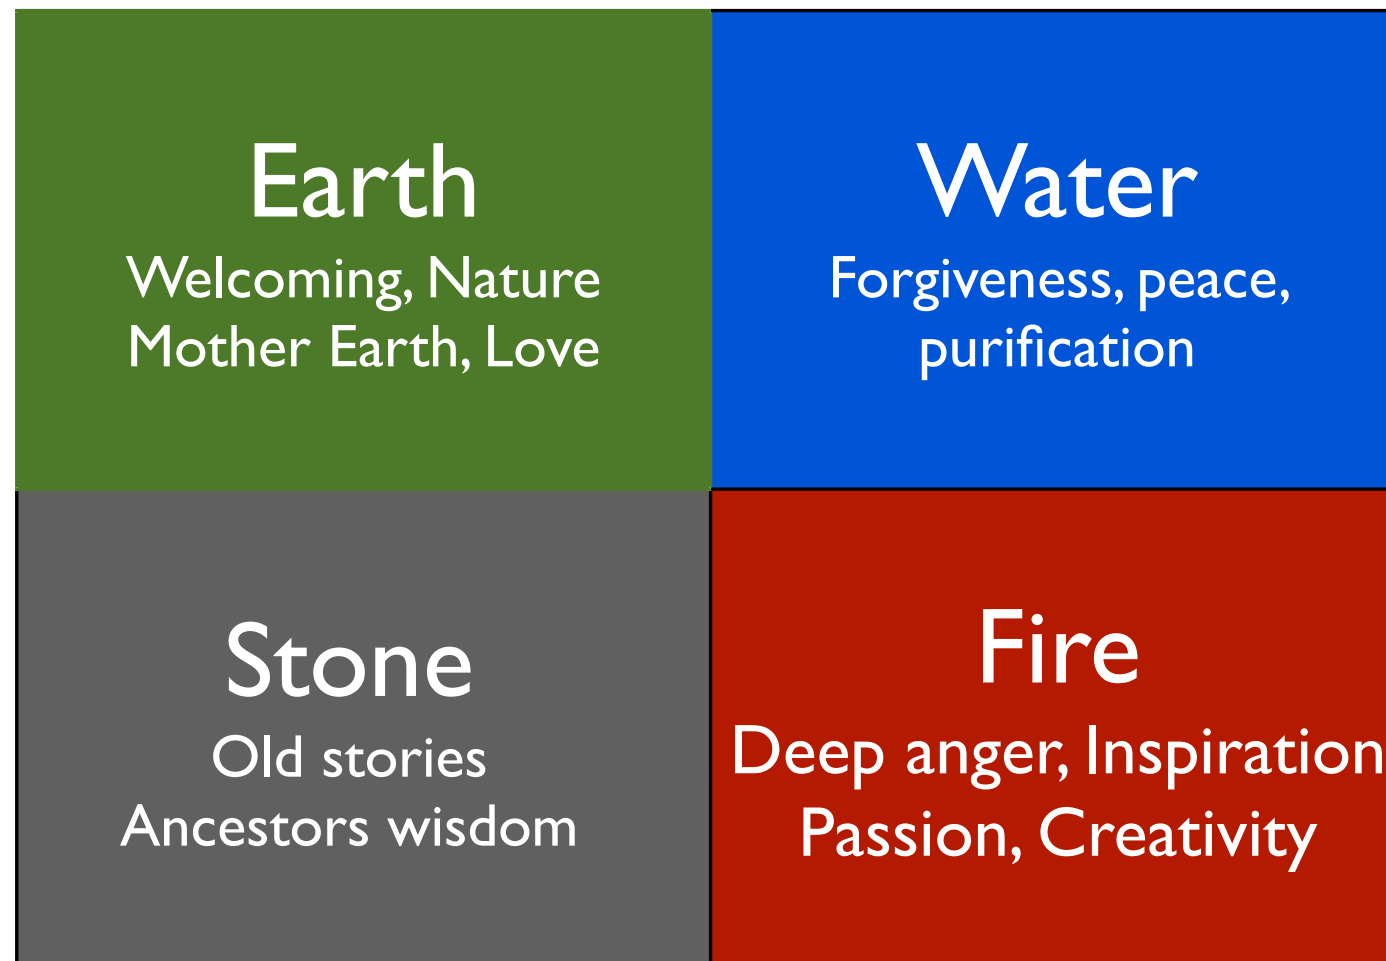 Earth
Welcoming, Nature
Mother Earth, Love
Water
Forgiveness, peace,
purification
Stone
Old stories
Ancestors wisdom
Fire
Deep anger, Inspiration
Passion, Creativity